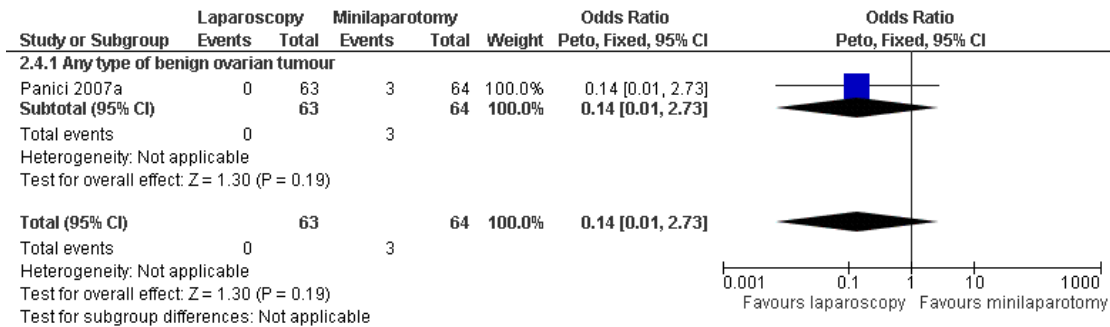 Laparoscopy Minilaparotomy Odds Ratio Odds Ratio
Study or Subgroup Events Total Events Total Weight Peto, Fixed, 95% CI Peto, Fixed, 95% CI
2.4.1 Any type of benign ovarian tumour
Panici 2007a 0 63 3 64 100.0% 0.14 [0.01, 2.73]
Subtotal (95% CI) 63 64 100.0% 0.14 [0.01, 2.73]
Total events 0 3
Heterogeneity: Not applicable
Test for overall effect: Z = 1.30 (P = 0.19)
Total (95% CI) 63 64 100.0% 0.14 [0.01, 2.73]
Total events 0 3
Heterogeneity: Not applicable
Test for overall effect: Z = 1.30 (P = 0.19)
Test for subgroup differences: Not applicable
0.001 0.1 1 10 1000
Favours laparoscopy Favours minilaparotomy